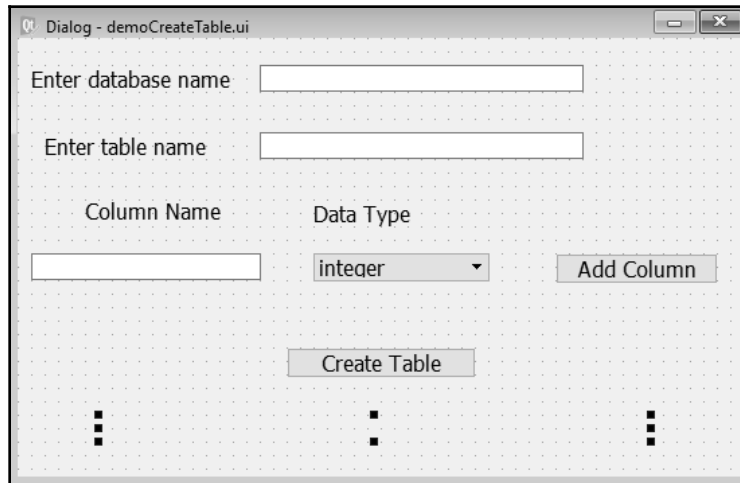 Dialog - demoCreateTable.ui
Enter database name
Enter table name
Column Name Data Type
integer Add Column
Create Table